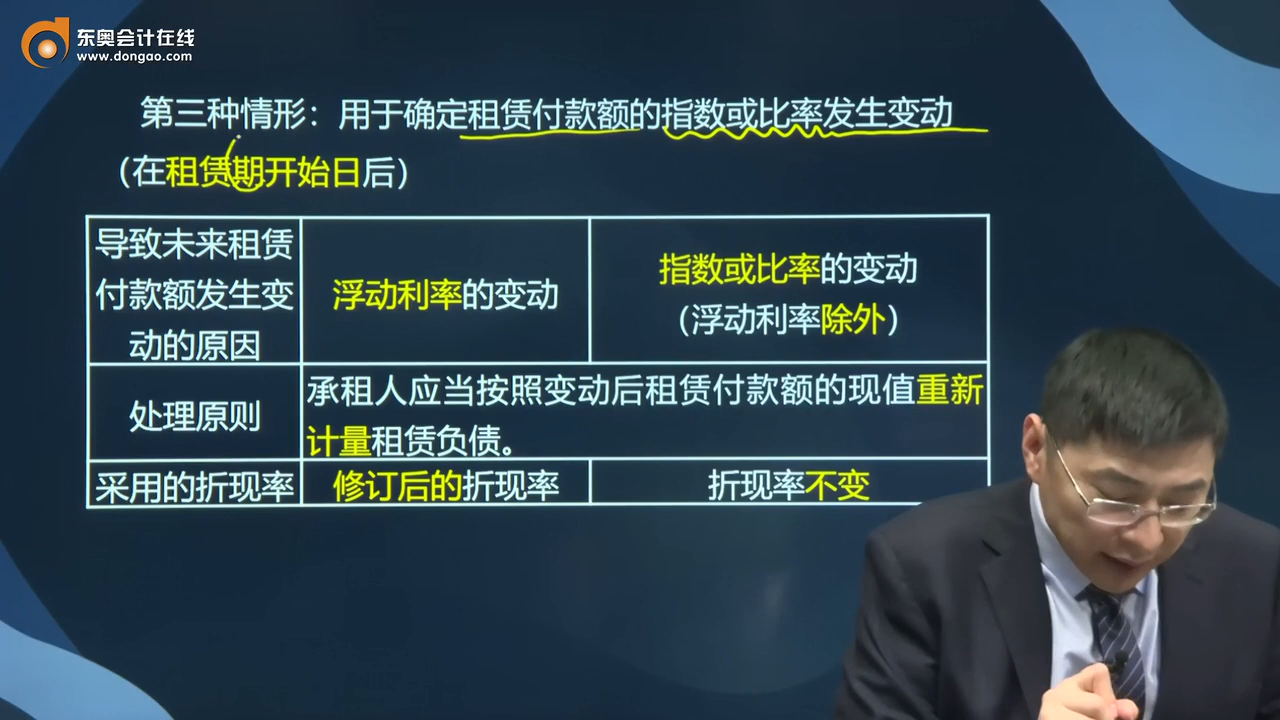 东奥会计在线
www.dongao.com
第三种情形：用于确定租赁付款额的指数或比率发生变动
（在租赁期开始日后）
导致未来租赁
付款额发生变
动的原因
浮动利率的变动
指数或比率的变动
（浮动利率除外）
处理原则
承租人应当按照变动后租赁付款额的现值重新
计量租赁负债。
采用的折现率
修订后的折现率
折现率不变